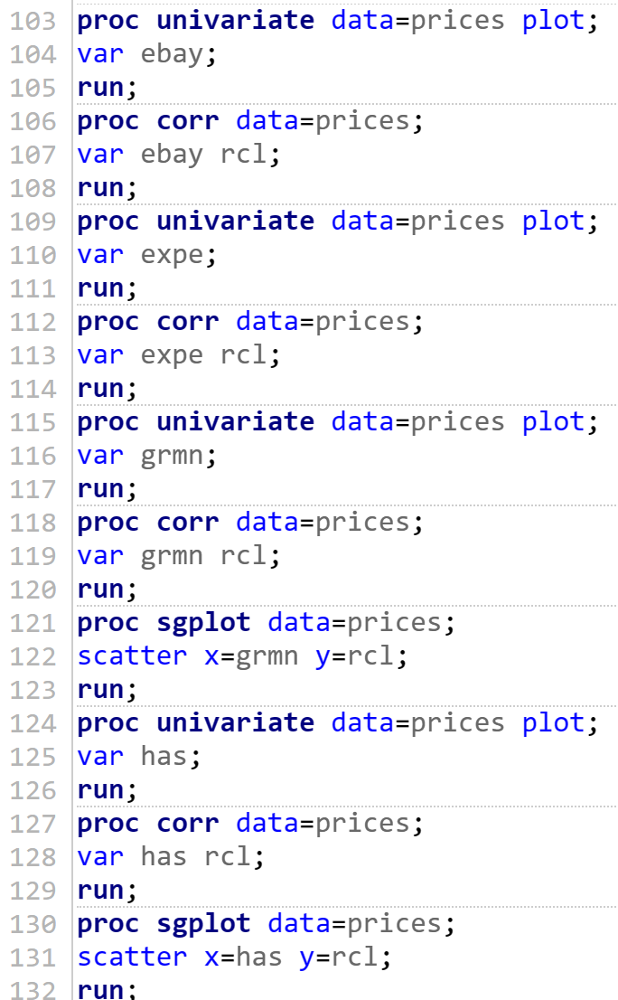 103 proc univariate data=prices plot;
104 var ebay;
105 run;
106 proc corr data=prices;
107 var ebay rcl;
108 run;
109 proc univariate data=prices plot;
110 var expe;
111 run;
112 proc corr data=prices;
113 var expe rcl;
114 run;
115 proc univariate data=prices plot;
116 var grmn;
117 run;
118 proc corr data=prices;
119 var grmn rcl;
120 run;
121 proc sgplot data=prices;
122 scatter x=grmn y=rcl;
123 run;
124 proc univariate data=prices plot;
125 var has;
126 run;
127 proc corr data=prices;
128 var has rcl;
129 run;
130 proc sgplot data=prices;
131 scatter x=has y=rcl;
132 run;